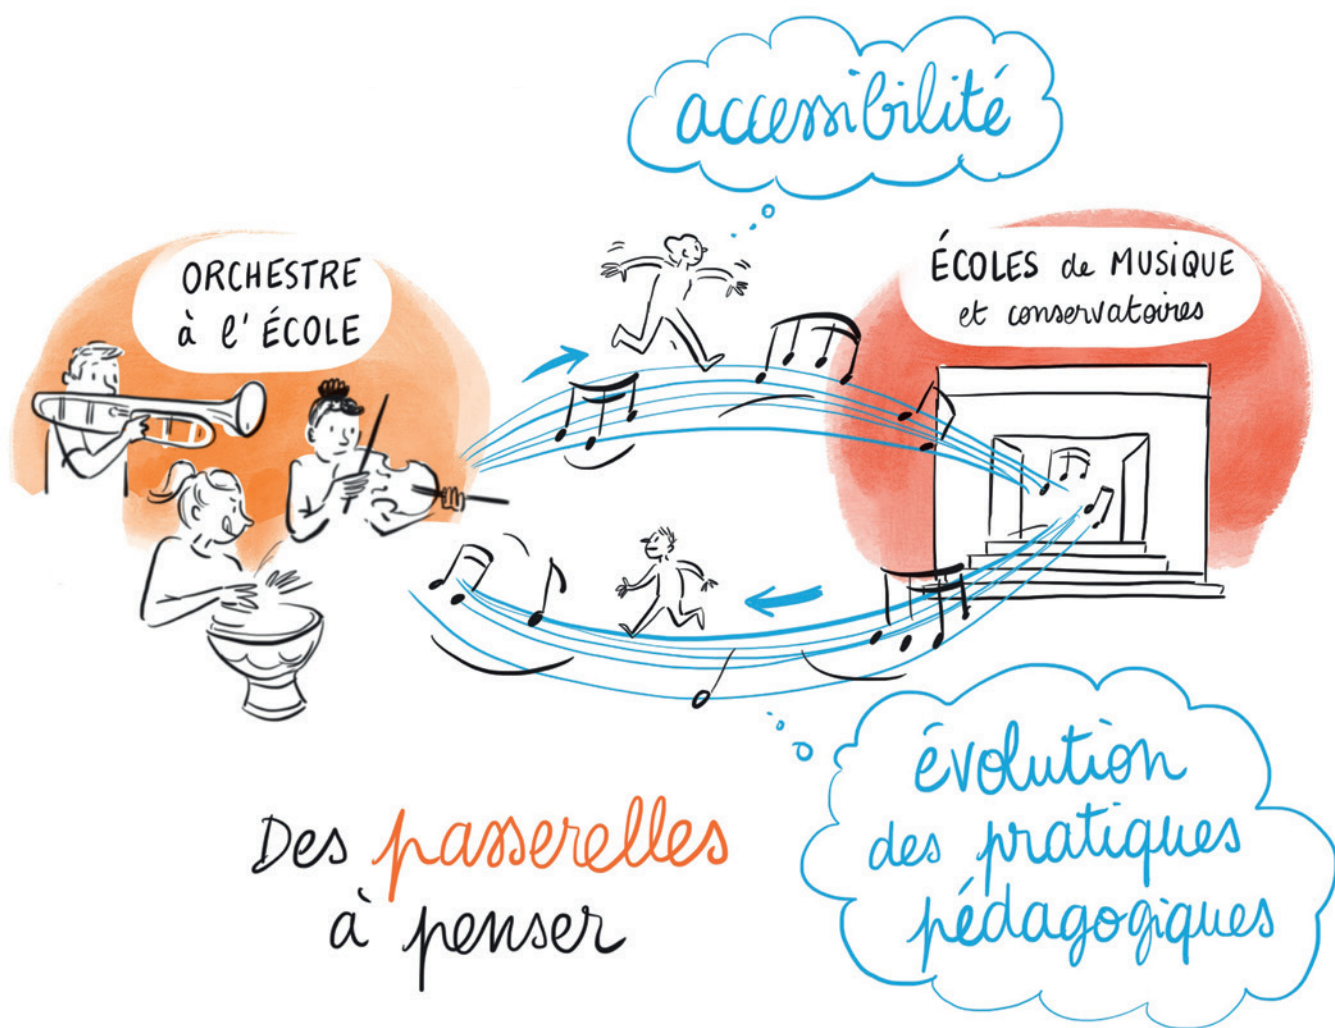 accessibilité
ORCHESTRE
à l'ÉCOLE
ÉCOLES de MUSIQUE
et conservatoires
Des passerelles
à penser
évolution
des pratiques
pédagogiques